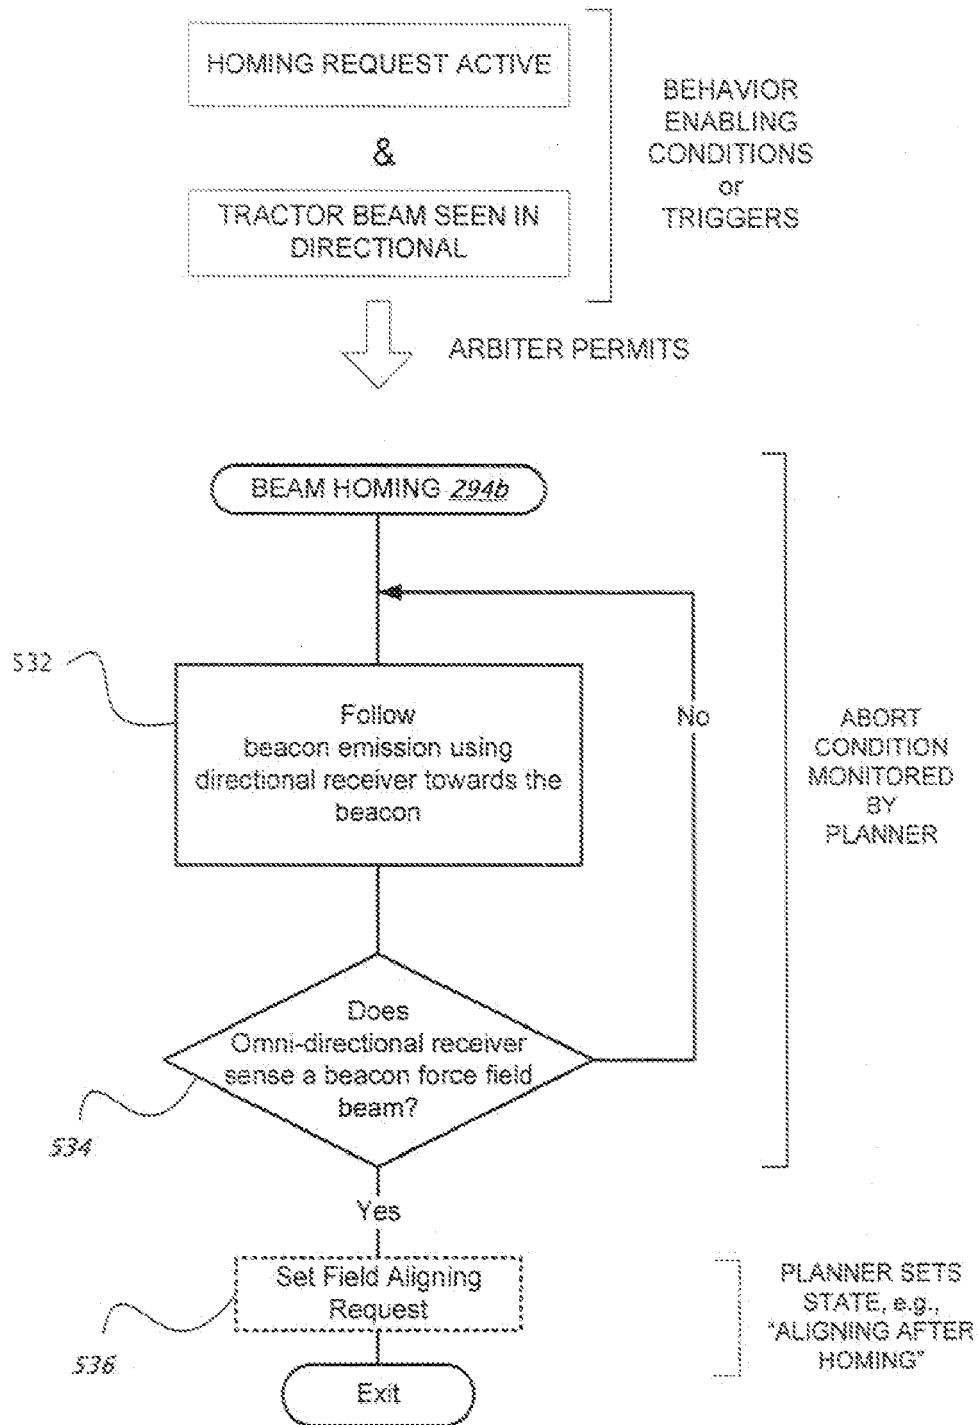 HOMING REQUEST ACTIVE
&
TRACTOR BEAM SEEN IN
DIRECTIONAL
BEHAVIOR
ENABLING
CONDITIONS
or
TRIGGERS
ARBITER PERMITS
BEAM HOMING 294b
532
Follow
beacon emission using
directional receiver towards the
beacon
No
ABORT
CONDITION
MONITORED
BY
PLANNER
Does
Omni-directional receiver
sense a beacon force field
beam?
534
Yes
Set Field Aligning
Request
536
PLANNER SETS
STATE, e.g.,
"ALIGNING AFTER
HOMING"
Exit